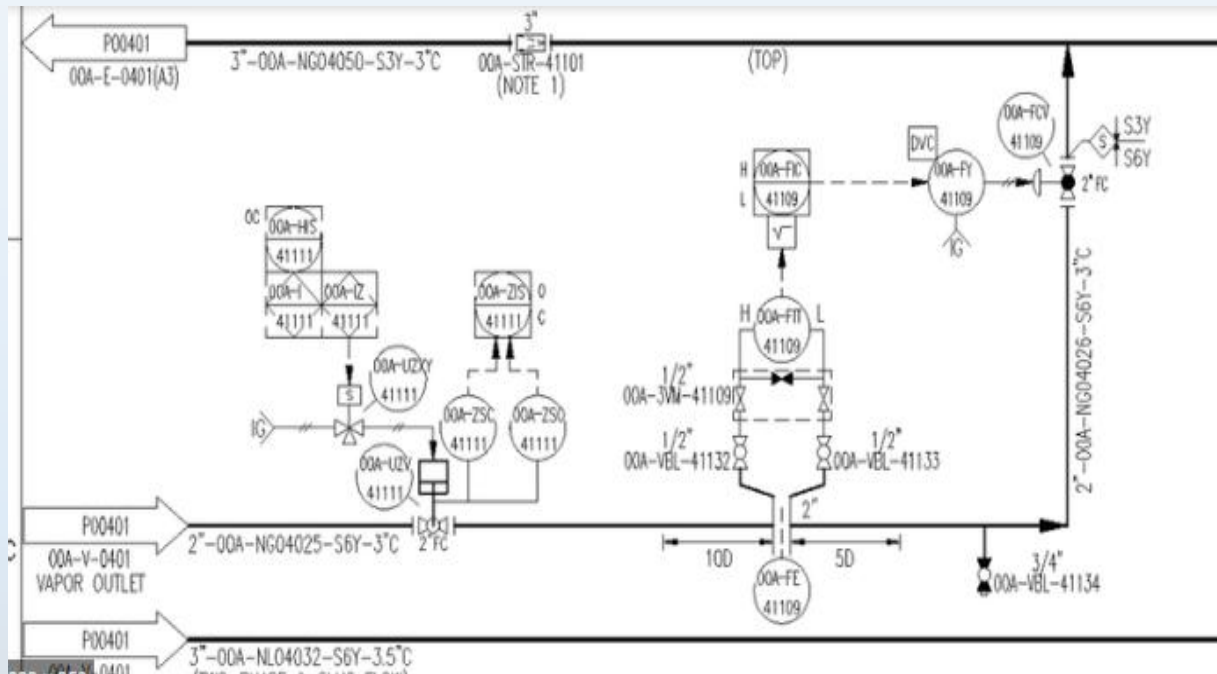 P00401
00A-E-0401(A3)
3"-00A-NG04050-S3Y-3°C
3"
00A-STR-41101
(NOTE 1)
(TOP)
00A-FCV
41109
S
S3Y
S6Y
2"FC
DVC
00A-FY
41109
IG
H
L
00A-FIC
41109
√
OC
00A-HIS
41111
00A-I
41111
00A-IZ
41111
00A-ZIS
41111
O
C
H
L
00A-FIT
41109
S
00A-UZXY
41111
IG
00A-ZSC
41111
00A-ZSO
41111
1/2"
00A-3VM-41109
1/2"
00A-VBL-41132
1/2"
00A-VBL-41133
00A-UZV
41111
2"FC
2"-00A-NG04026-S6Y-3°C
P00401
00A-V-0401
VAPOR OUTLET
2"-00A-NG04025-S6Y-3°C
2"
10D
5D
00A-FE
41109
3/4"
00A-VBL-41134
C
P00401
3"-00A-NL04032-S6Y-3.5°C